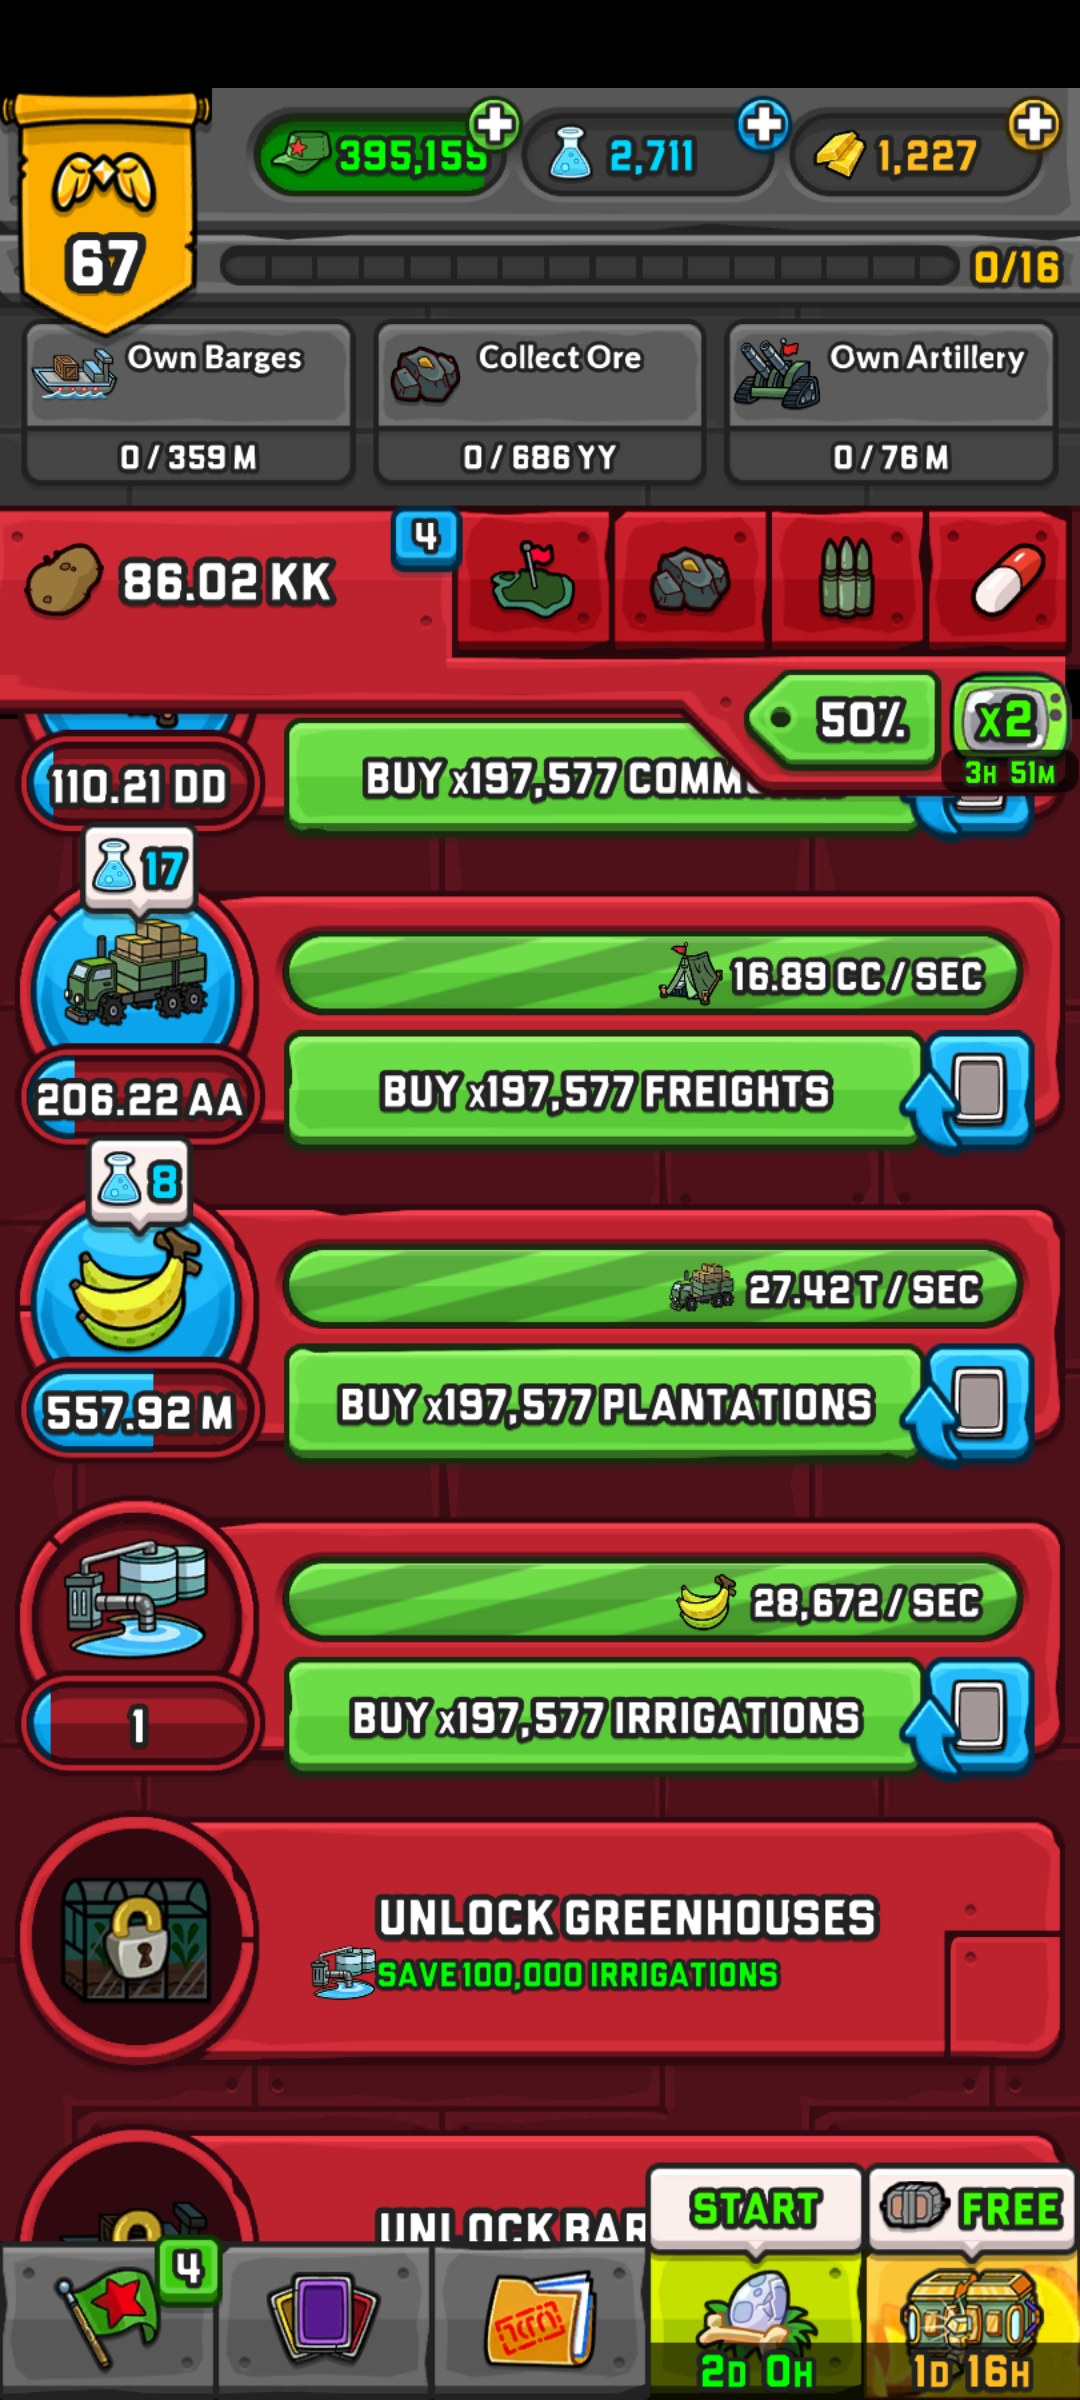 395,155
2,711
1,227
67
0/16
Own Barges
0 / 359 M
Collect Ore
0 / 686 YY
Own Artillery
0 / 76 M
86.02 KK
4
50%
X2
3H 51M
110.21 DD
BUY x197,577 COMM
17
16.89 CC / SEC
206.22 AA
BUY x197,577 FREIGHTS
8
27.42 T / SEC
557.92 M
BUY x197,577 PLANTATIONS
28,672 / SEC
1
BUY x197,577 IRRIGATIONS
UNLOCK GREENHOUSES
SAVE 100,000 IRRIGATIONS
UNLOCK BAR
START
FREE
4
2D 0H
1D 16H